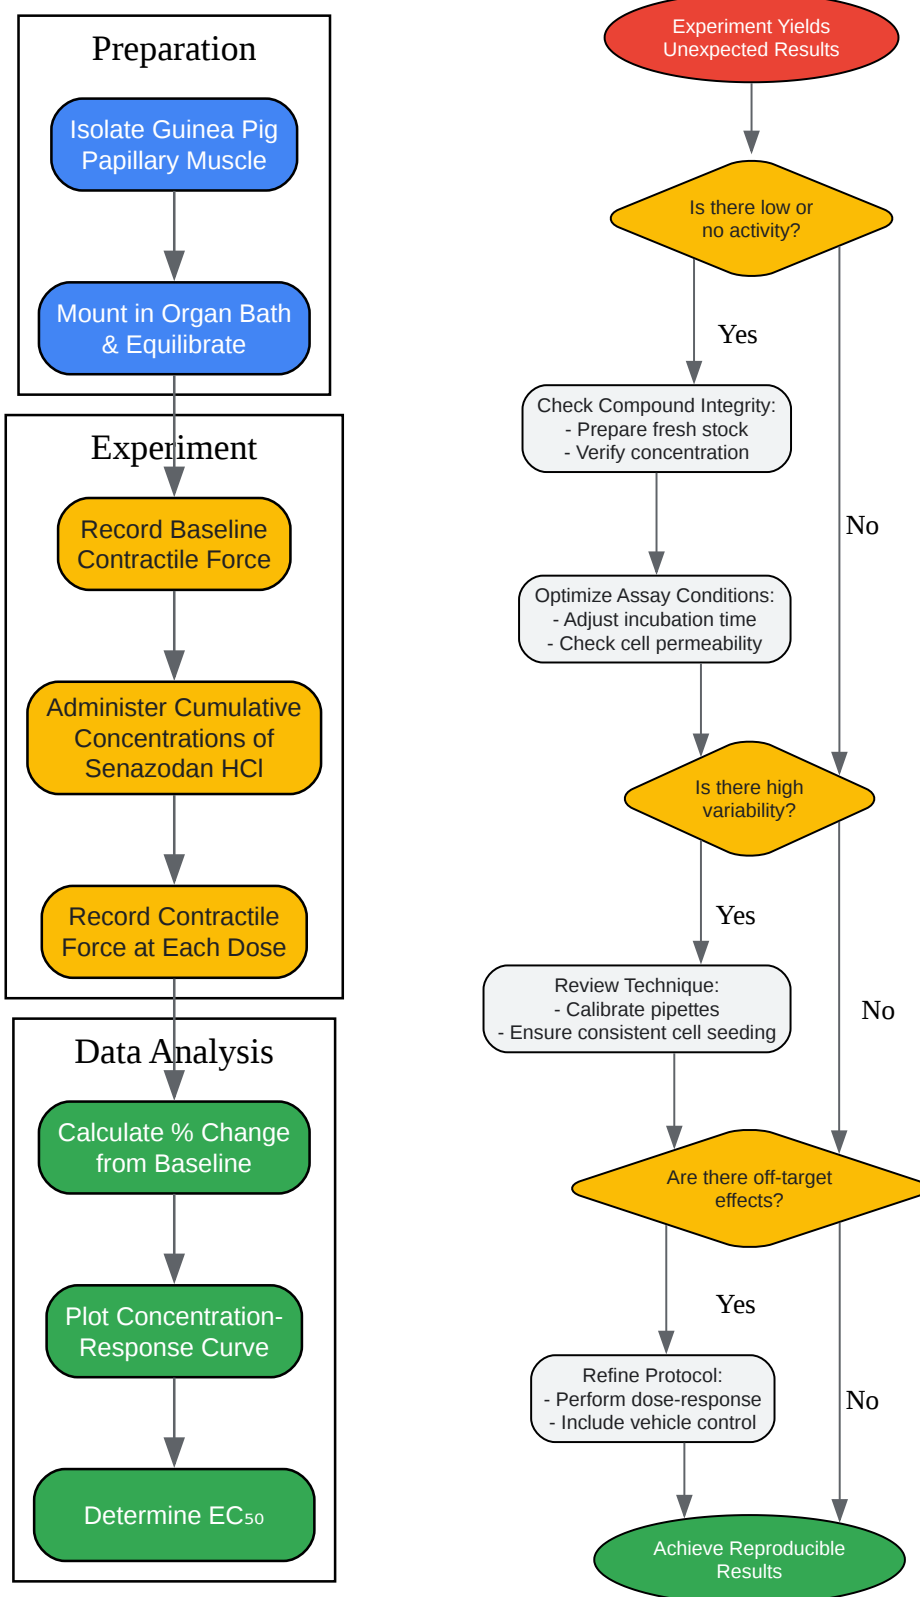 Preparation
Isolate Guinea Pig
Papillary Muscle
Mount in Organ Bath
& Equilibrate
Experiment
Record Baseline
Contractile Force
Administer Cumulative
Concentrations of
Senazodan HCl
Record Contractile
Force at Each Dose
Data Analysis
Calculate % Change
from Baseline
Plot Concentration-
Response Curve
Determine EC₅₀
Experiment Yields
Unexpected Results
Is there low or
no activity?
Yes
No
Check Compound Integrity:
- Prepare fresh stock
- Verify concentration
Optimize Assay Conditions:
- Adjust incubation time
- Check cell permeability
Is there high
variability?
Yes
No
Review Technique:
- Calibrate pipettes
- Ensure consistent cell seeding
Are there off-target
effects?
Yes
No
Refine Protocol:
- Perform dose-response
- Include vehicle control
Achieve Reproducible
Results